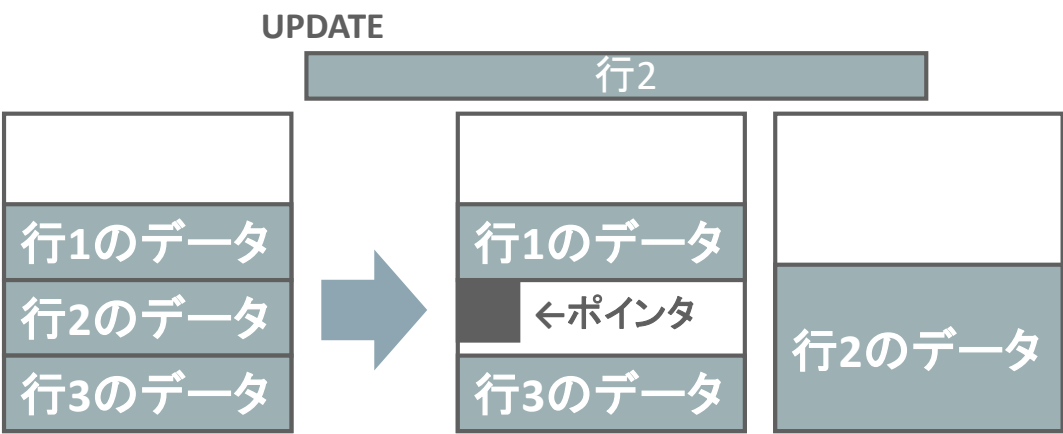 UPDATE
行2
行1のデータ
行2のデータ
行3のデータ
行1のデータ
←ポインタ
行3のデータ
行2のデータ